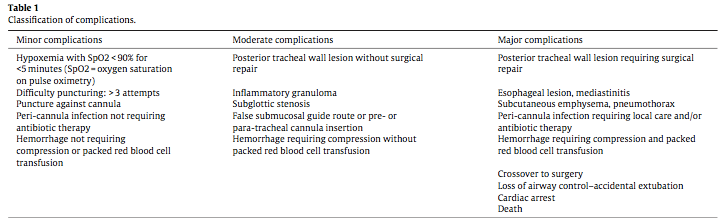 Table 1
Classification of complications.
Minor complications Moderate complications Major complications
Hypoxemia with SpO2 < 90% for Posterior tracheal wall lesion without surgical Posterior tracheal wall lesion requiring surgical
<5 minutes (SpO2 = oxygen saturation repair repair
on pulse oximetry)
Difficulty puncturing: > 3 attempts Inflammatory granuloma Esophageal lesion, mediastinitis
Puncture against cannula Subglottic stenosis Subcutaneous emphysema, pneumothorax
Peri-cannula infection not requiring False submucosal guide route or pre- or Peri-cannula infection requiring local care and/or
antibiotic therapy para-tracheal cannula insertion antibiotic therapy
Hemorrhage not requiring Hemorrhage requiring compression without Hemorrhage requiring compression and packed
compression or packed red blood cell packed red blood cell transfusion red blood cell transfusion
transfusion
Crossover to surgery
Loss of airway control–accidental extubation
Cardiac arrest
Death